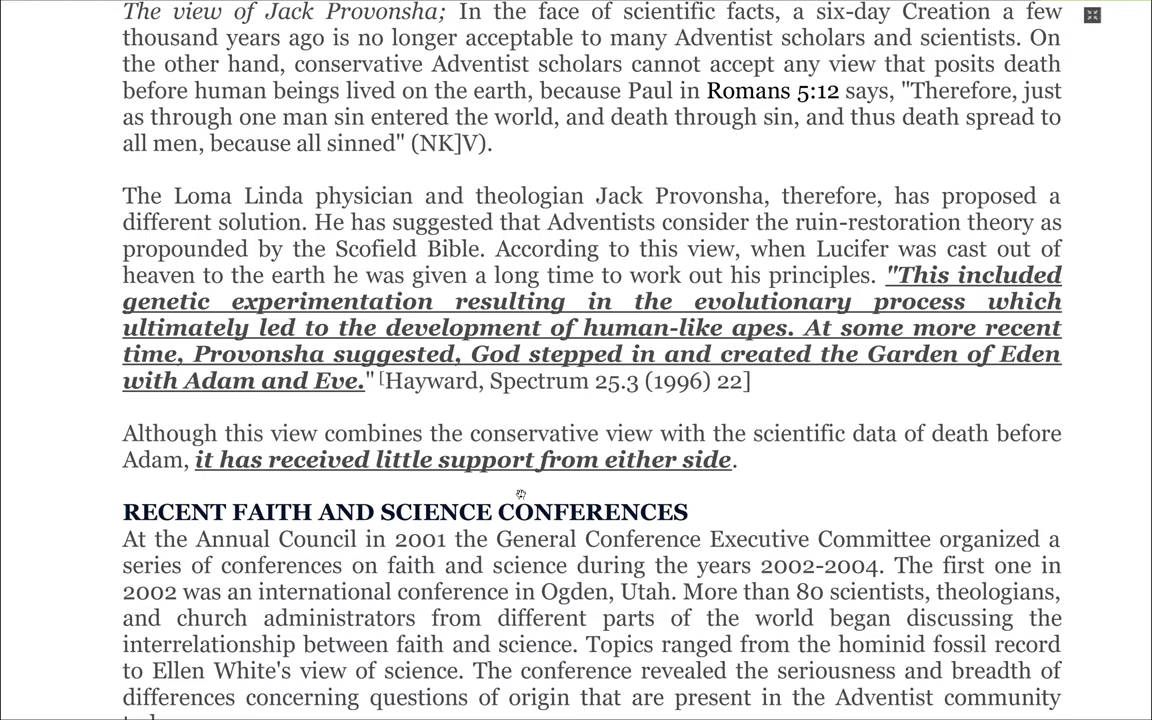 The view of Jack Provonsha; In the face of scientific facts, a six-day Creation a few
thousand years ago is no longer acceptable to many Adventist scholars and scientists. On
the other hand, conservative Adventist scholars cannot accept any view that posits death
before human beings lived on the earth, because Paul in Romans 5:12 says, "Therefore, just
as through one man sin entered the world, and death through sin, and thus death spread to
all men, because all sinned" (NK]V).
The Loma Linda physician and theologian Jack Provonsha, therefore, has proposed a
different solution. He has suggested that Adventists consider the ruin-restoration theory as
propounded by the Scofield Bible. According to this view, when Lucifer was cast out of
heaven to the earth he was given a long time to work out his principles. "This included
genetic experimentation resulting in the evolutionary process which
ultimately led to the development of human-like apes. At some more recent
time, Provonsha suggested, God stepped in and created the Garden of Eden
with Adam and Eve." [Hayward, Spectrum 25.3 (1996) 22]
Although this view combines the conservative view with the scientific data of death before
Adam, it has received little support from either side.
RECENT FAITH AND SCIENCE CONFERENCES
At the Annual Council in 2001 the General Conference Executive Committee organized a
series of conferences on faith and science during the years 2002-2004. The first one in
2002 was an international conference in Ogden, Utah. More than 80 scientists, theologians,
and church administrators from different parts of the world began discussing the
interrelationship between faith and science. Topics ranged from the hominid fossil record
to Ellen White's view of science. The conference revealed the seriousness and breadth of
differences concerning questions of origin that are present in the Adventist community